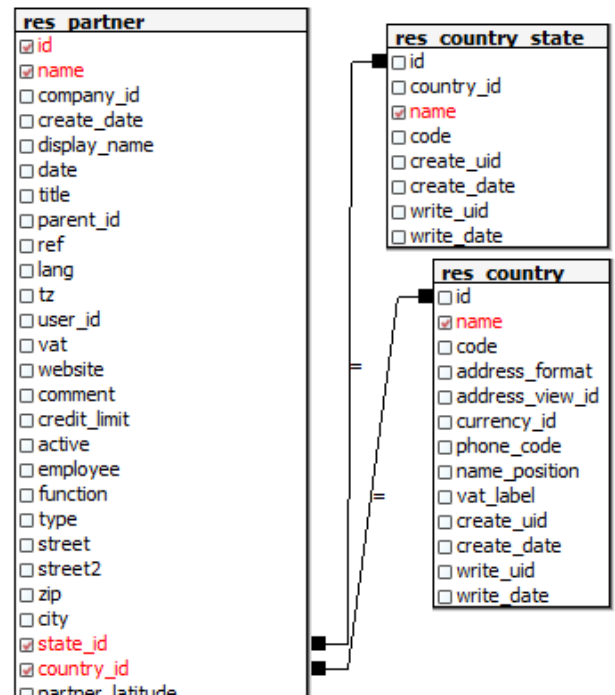 res_partner
id
name
company_id
create_date
display_name
date
title
parent_id
ref
lang
tz
user_id
vat
website
comment
credit_limit
active
employee
function
type
street
street2
zip
city
state_id
country_id
partner_latitude
res_country_state
id
country_id
name
code
create_uid
create_date
write_uid
write_date
res_country
id
name
code
address_format
address_view_id
currency_id
phone_code
name_position
vat_label
create_uid
create_date
write_uid
write_date
=
=